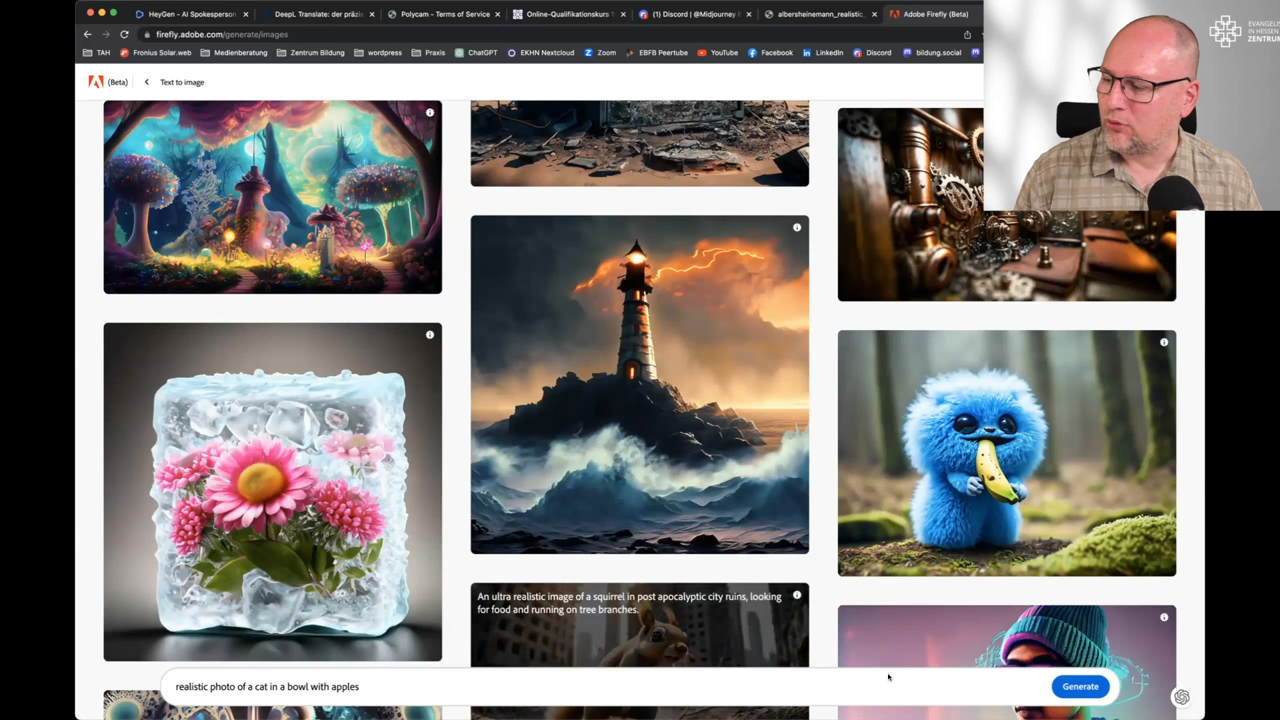 HeyGen - AI Spokesperson
DeepL Translate: der präzis
Polycam - Terms of Service
Online-Qualifikationskurs
(1) Discord | @Midjourney
albersheinemann_realistic_
Adobe Firefly (Beta)
firefly.adobe.com/generate/images
TAH
Fronius Solar.web
Medienberatung
Zentrum Bildung
wordpress
Praxis
ChatGPT
EKHN Nextcloud
Zoom
EBFB Peertube
YouTube
Facebook
LinkedIn
Discord
bildung.social
EVANGELIS
IN HESSEN
ZENTRUM
(Beta)
Text to image
An ultra realistic image of a squirrel in post apocalyptic city ruins, looking
for food and running on tree branches.
realistic photo of a cat in a bowl with apples
Generate